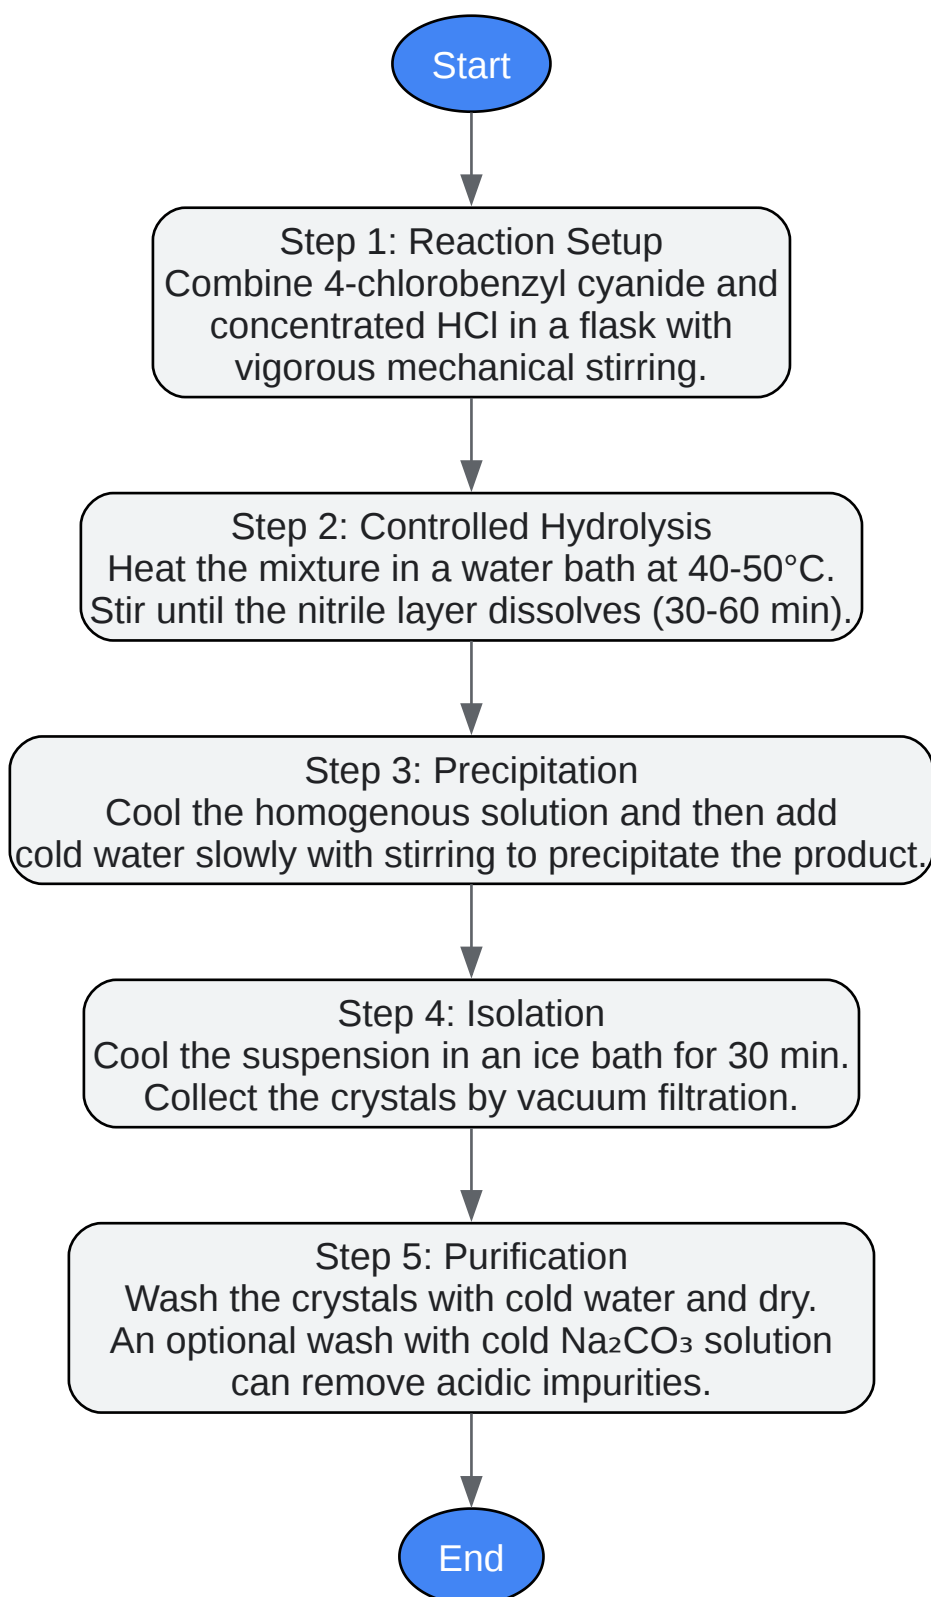 Start
Step 1: Reaction Setup
Combine 4-chlorobenzyl cyanide and
concentrated HCl in a flask with
vigorous mechanical stirring.
Step 2: Controlled Hydrolysis
Heat the mixture in a water bath at 40-50°C.
Stir until the nitrile layer dissolves (30-60 min).
Step 3: Precipitation
Cool the homogenous solution and then add
cold water slowly with stirring to precipitate the product.
Step 4: Isolation
Cool the suspension in an ice bath for 30 min.
Collect the crystals by vacuum filtration.
Step 5: Purification
Wash the crystals with cold water and dry.
An optional wash with cold Na₂CO₃ solution
can remove acidic impurities.
End